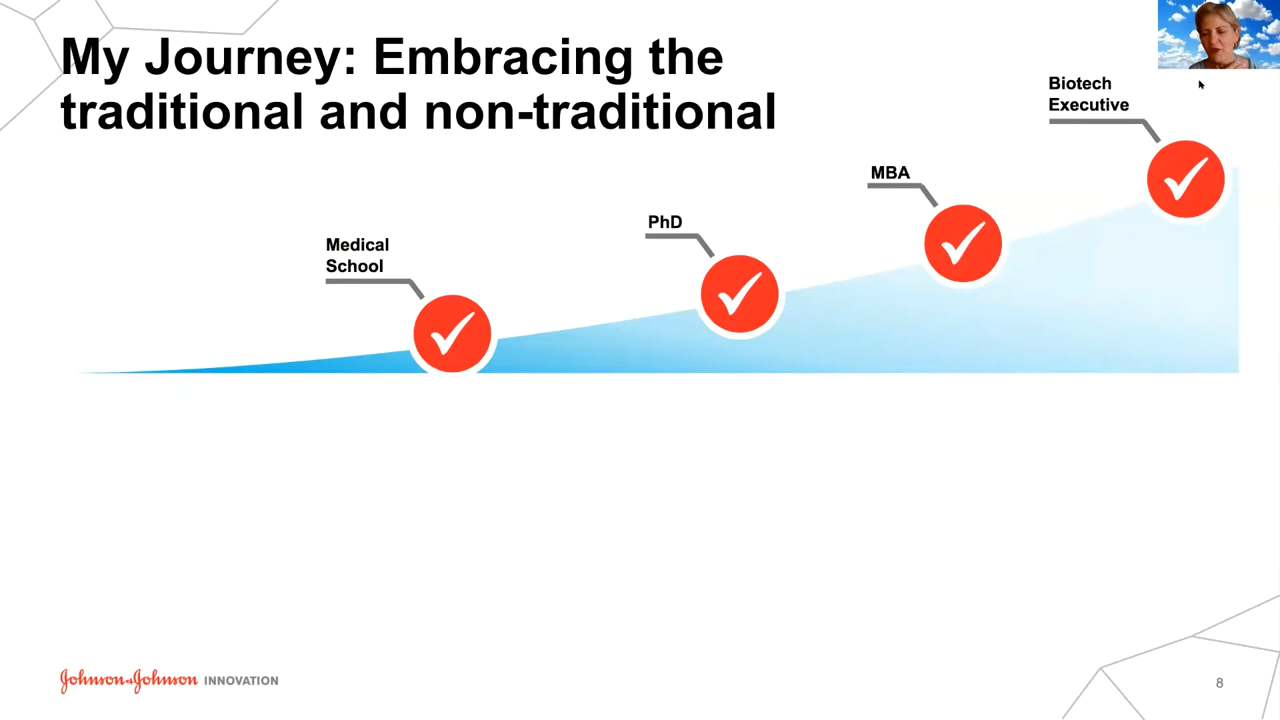 My Journey: Embracing the
traditional and non-traditional
Biotech
Executive
MBA
PhD
Medical
School
Johnson & Johnson INNOVATION
8